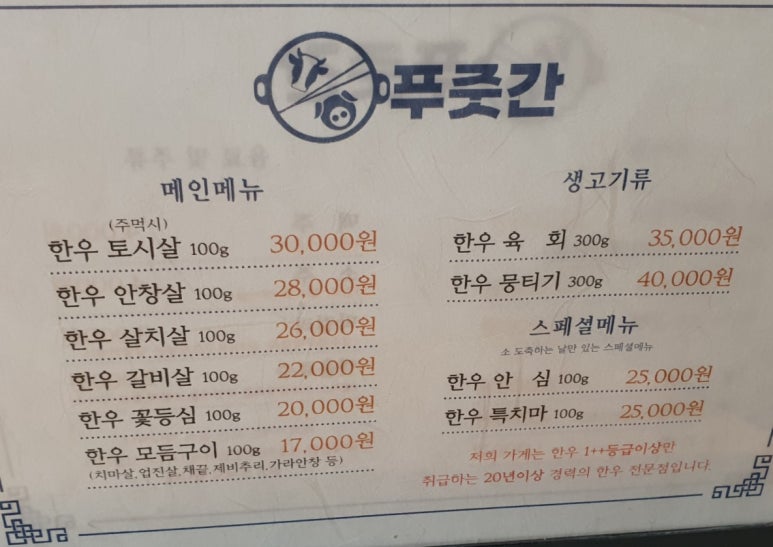 푸줏간
메인메뉴
(주먹시)
한우 토시살 100g 30,000원
한우 안창살 100g 28,000원
한우 살치살 100g 26,000원
한우 갈비살 100g 22,000원
한우 꽃등심 100g 20,000원
한우 모듬구이 100g 17,000원
(치마살,업진살,채끝,제비추리,가라안창 등)
생고기류
한우 육 회 300g 35,000원
한우 뭉티기 300g 40,000원
스페셜메뉴
소 도축하는 날만 있는 스페셜메뉴
한우 안 심 100g 25,000원
한우 특치마 100g 25,000원
저희 가게는 한우 1++등급이상만
취급하는 20년이상 경력의 한우 전문점입니다.